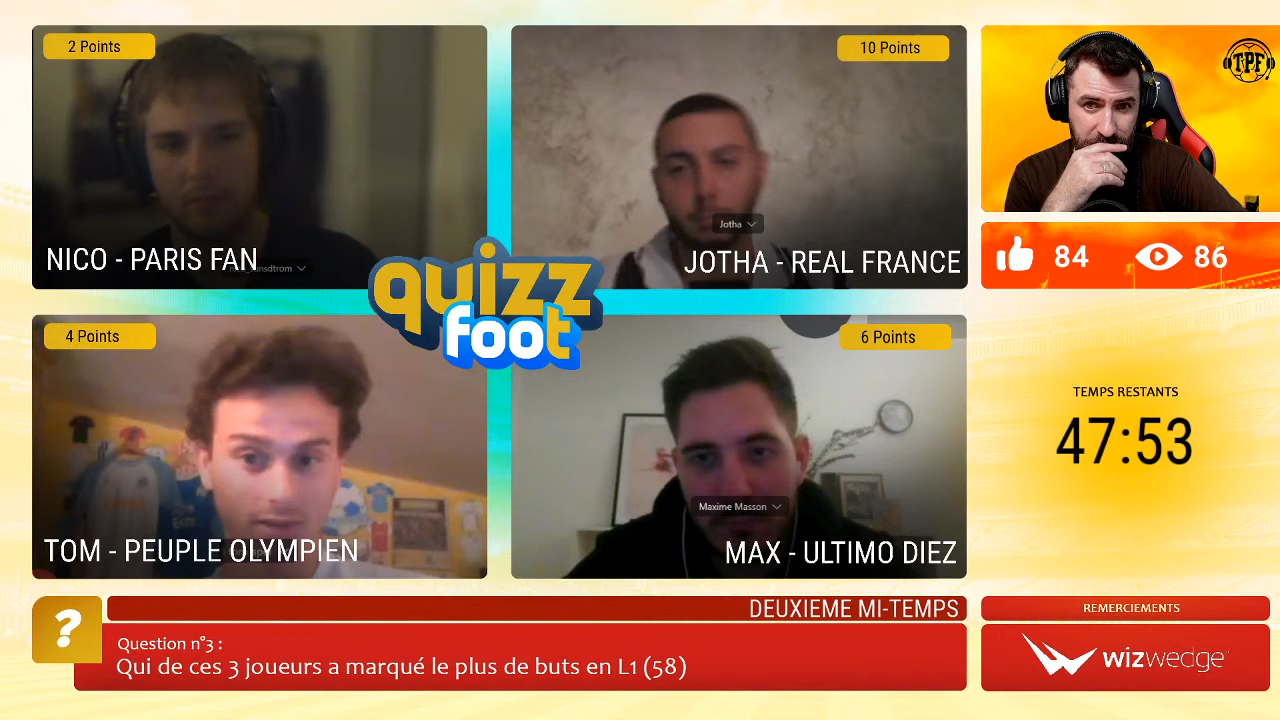 2 Points
10 Points
TPF
NICO - PARIS FAN
Jotha
JOTHA - REAL FRANCE
84
86
quizz
foot
4 Points
6 Points
TEMPS RESTANTS
47:53
Maxime Masson
TOM - PEUPLE OLYMPIEN
MAX - ULTIMO DIEZ
?
DEUXIEME MI-TEMPS
REMERCIEMENTS
Question n°3 :
Qui de ces 3 joueurs a marqué le plus de buts en L1 (58)
wizwedge